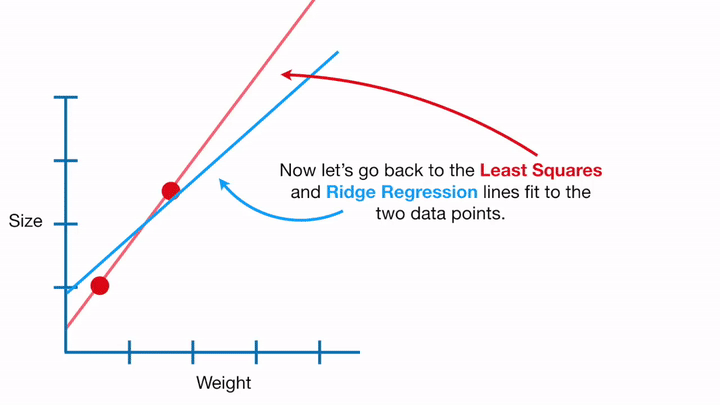 Now let's go back to the Least Squares
and Ridge Regression lines fit to the
two data points.
Size
Weight